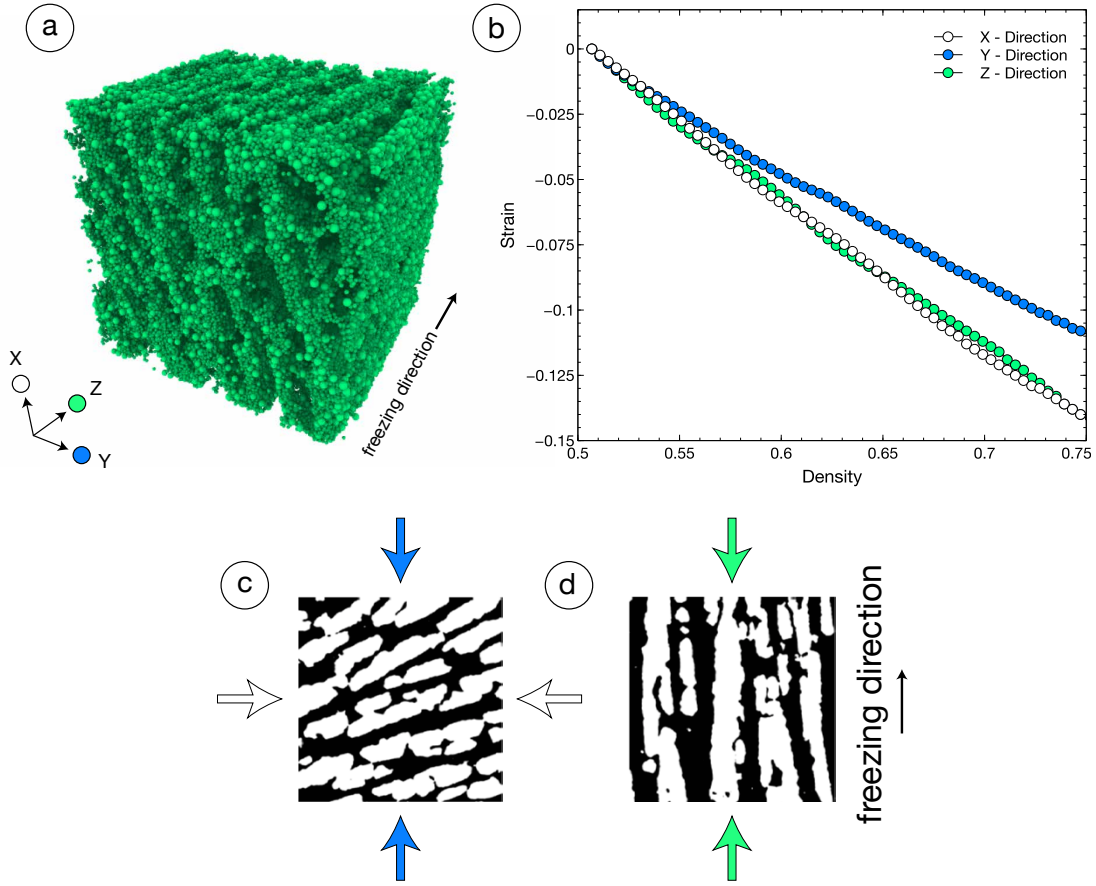 a
X
Z
Y
freezing direction
b
X - Direction
Y - Direction
Z - Direction
0
−0.025
−0.05
−0.075
−0.1
−0.125
−0.15
Strain
0.5
0.55
0.6
0.65
0.7
0.75
Density
c
d
freezing direction